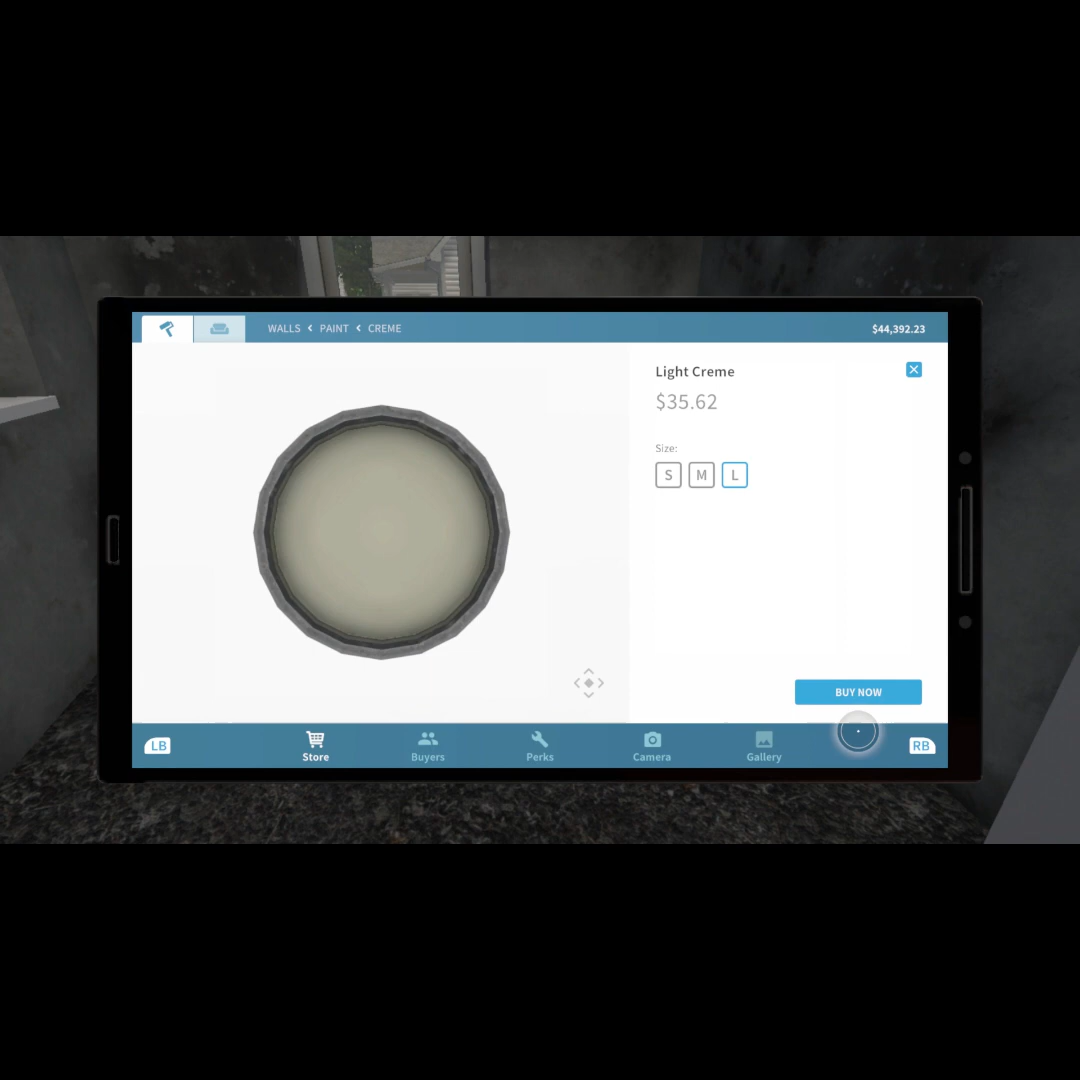 WALLS < PAINT < CREME
$44,392.23
Light Creme
$35.62
Size:
S M L
BUY NOW
LB
Store
Buyers
Perks
Camera
Gallery
RB